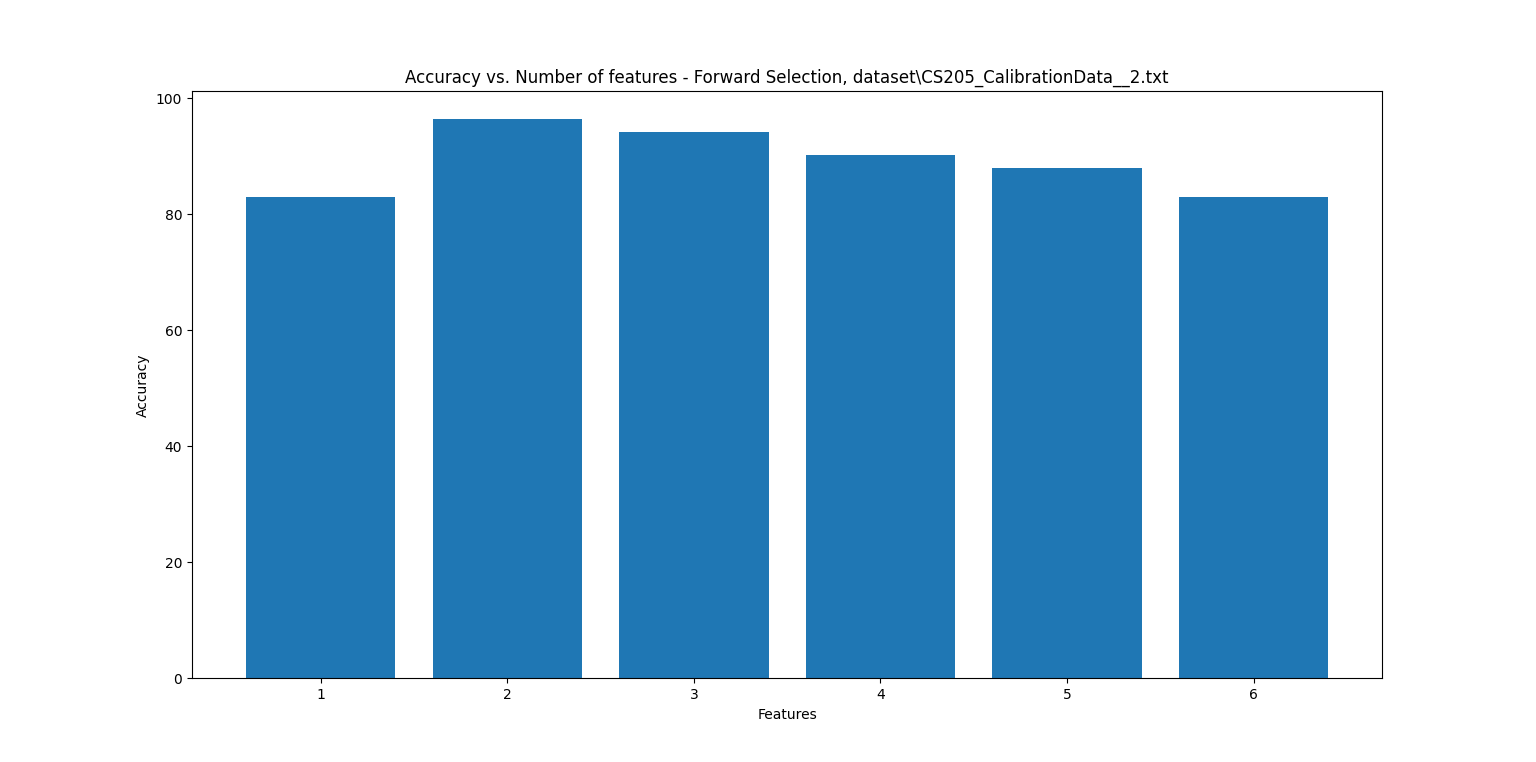 Accuracy vs. Number of features - Forward Selection, dataset\CS205_CalibrationData__2.txt
100
80
60
40
20
0
Accuracy
1 2 3 4 5 6
Features